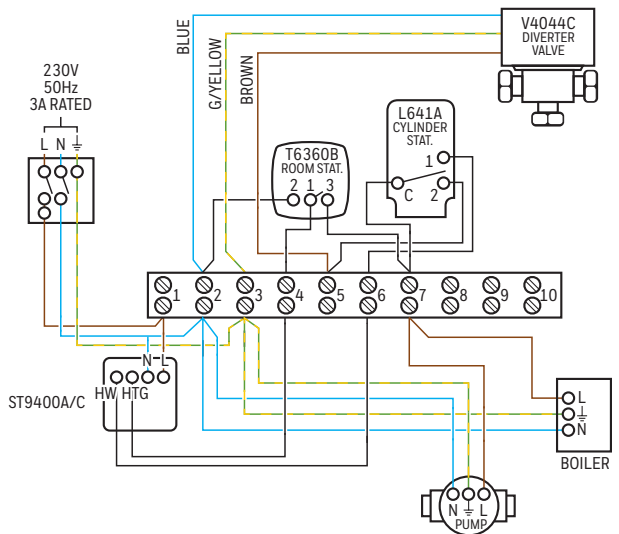 V4044C
DIVERTER
VALVE
BLUE
G/YELLOW
BROWN
230V
50Hz
3A RATED
L N
L641A
CYLINDER
STAT.
1
C 2
T6360B
ROOM STAT.
2 1 3
1 2 3 4 5 6 7 8 9 10
N L
HW HTG
ST9400A/C
L
N
BOILER
N L
PUMP